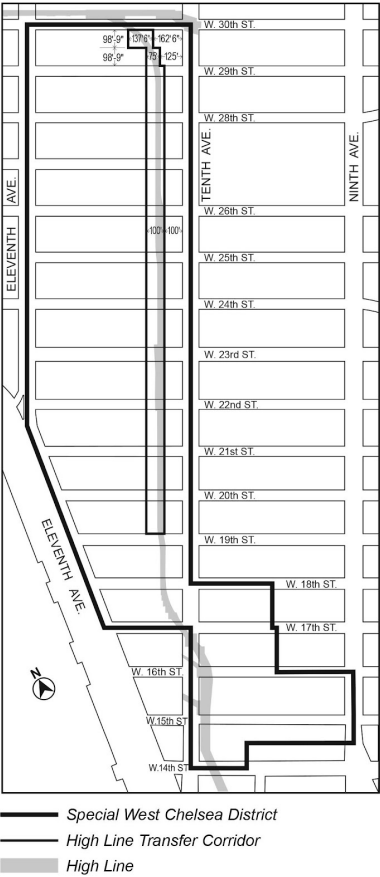 W. 30th ST.
98'-9" 137'6" 162'6"
98'-9" 75' 125'
W. 29th ST.
W. 28th ST.
TENTH AVE.
NINTH AVE.
ELEVENTH AVE.
W. 26th ST.
100' 100'
W. 25th ST.
W. 24th ST.
W. 23rd ST.
W. 22nd ST.
W. 21st ST.
W. 20th ST.
W. 19th ST.
ELEVENTH AVE.
W. 18th ST.
W. 17th ST.
W. 16th ST.
N
W.15th ST
W.14th ST
Special West Chelsea District
High Line Transfer Corridor
High Line